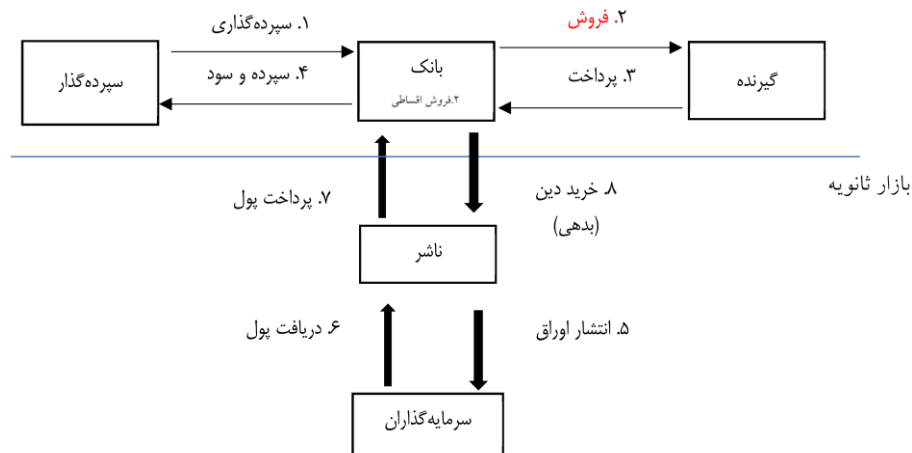 ۲. فروش
۱. سپرده‌گذاری
گیرنده
بانک
۲.فروش اقساطی
سپرده‌گذار
۳. پرداخت
۴. سپرده و سود
بازار ثانویه
۸. خرید دین
(بدهی)
۷. پرداخت پول
ناشر
۵. انتشار اوراق
۶. دریافت پول
سرمایه‌گذاران